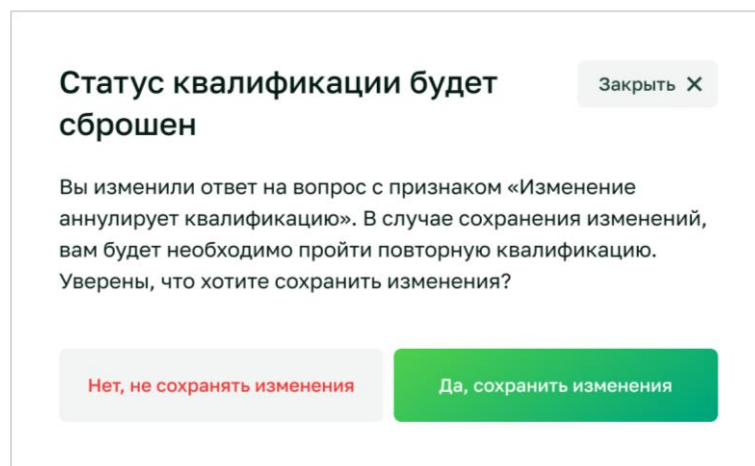 Статус квалификации будет
сброшен
Закрыть ✕
Вы изменили ответ на вопрос с признаком «Изменение
аннулирует квалификацию». В случае сохранения изменений,
вам будет необходимо пройти повторную квалификацию.
Уверены, что хотите сохранить изменения?
Нет, не сохранять изменения
Да, сохранить изменения